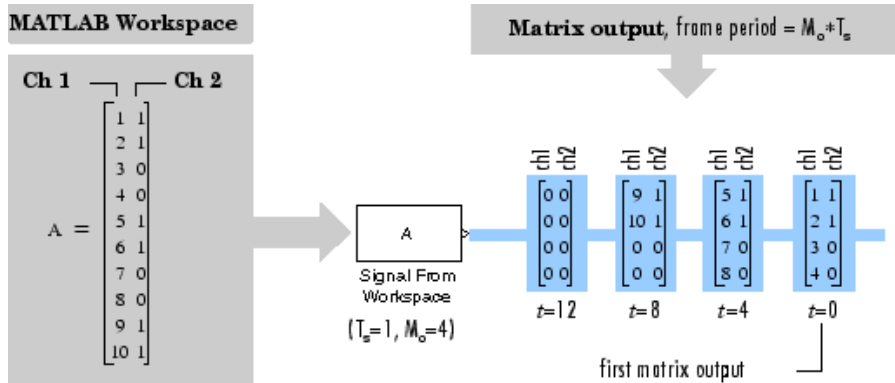 MATLAB Workspace
Matrix output, frame period = Mo*Ts
Ch 1 Ch 2
A =
1 1
2 1
3 0
4 0
5 1
6 1
7 0
8 0
9 1
10 1
A
Signal From
Workspace
(Ts=1, Mo=4)
ch1 ch2
0 0
0 0
0 0
0 0
t=12
ch1 ch2
9 1
10 1
0 0
0 0
t=8
ch1 ch2
5 1
6 1
7 0
8 0
t=4
ch1 ch2
1 1
2 1
3 0
4 0
t=0
first matrix output